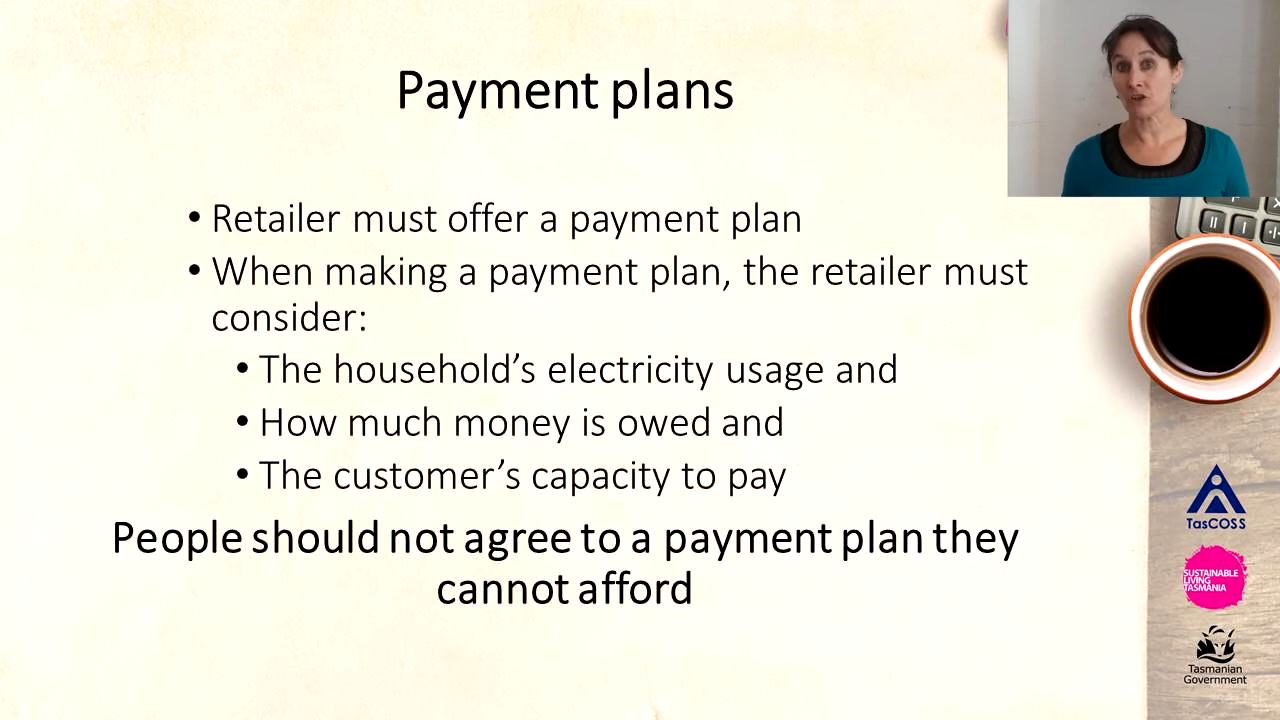 Payment plans
• Retailer must offer a payment plan
• When making a payment plan, the retailer must
consider:
• The household’s electricity usage and
• How much money is owed and
• The customer’s capacity to pay
People should not agree to a payment plan they
cannot afford
TasCOSS
SUSTAINABLE
LIVING
TASMANIA
Tasmanian
Government